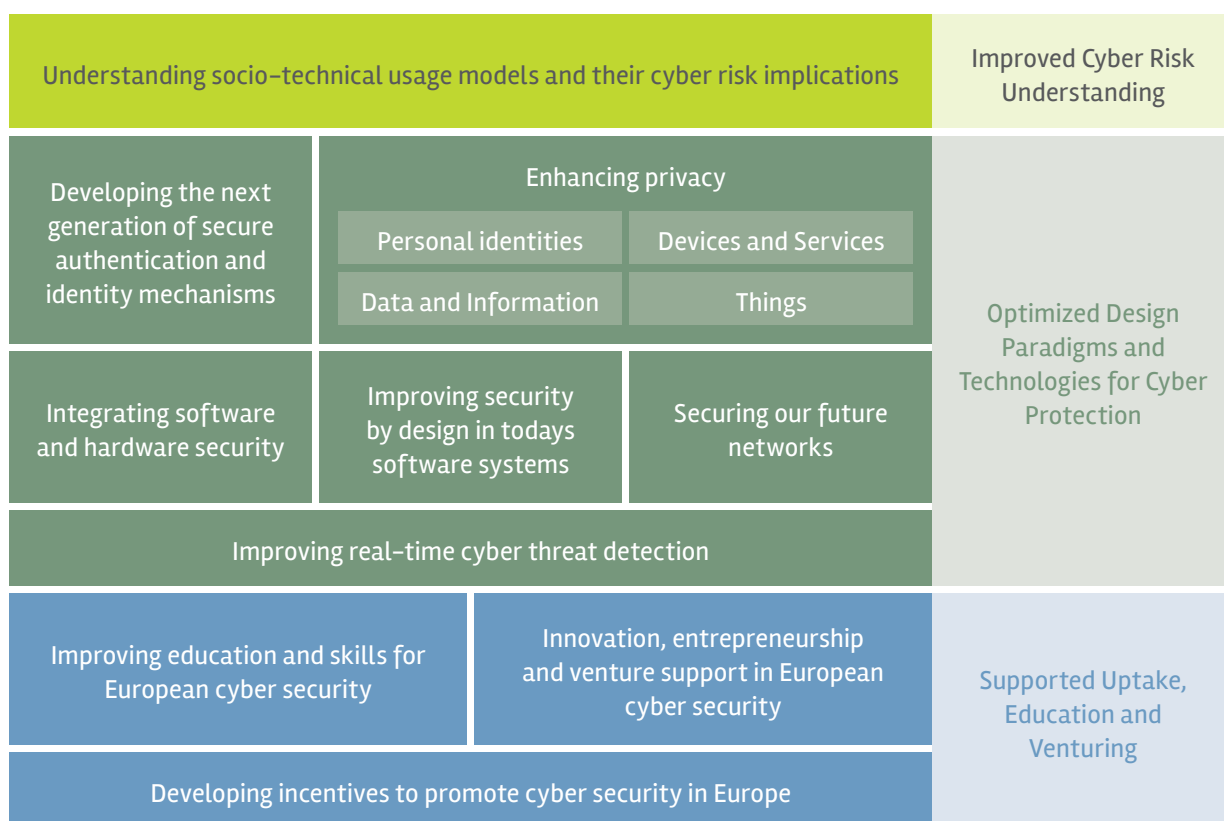 Understanding socio-technical usage models and their cyber risk implications
Improved Cyber Risk
Understanding
Developing the next
generation of secure
authentication and
identity mechanisms
Enhancing privacy
Personal identities
Devices and Services
Data and Information
Things
Integrating software
and hardware security
Improving security
by design in todays
software systems
Securing our future
networks
Improving real-time cyber threat detection
Optimized Design
Paradigms and
Technologies for Cyber
Protection
Improving education and skills for
European cyber security
Innovation, entrepreneurship
and venture support in European
cyber security
Developing incentives to promote cyber security in Europe
Supported Uptake,
Education and
Venturing